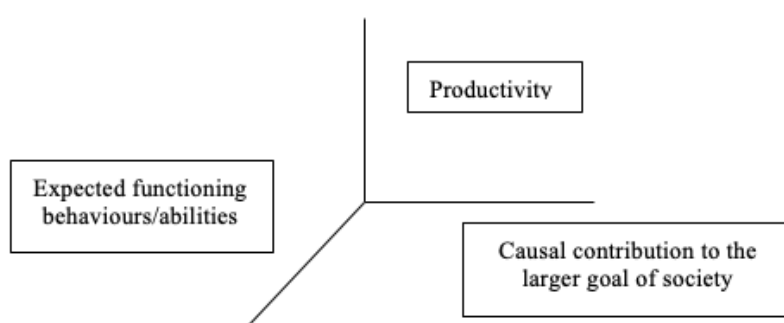 Productivity
Expected functioning
behaviours/abilities
Causal contribution to the
larger goal of society